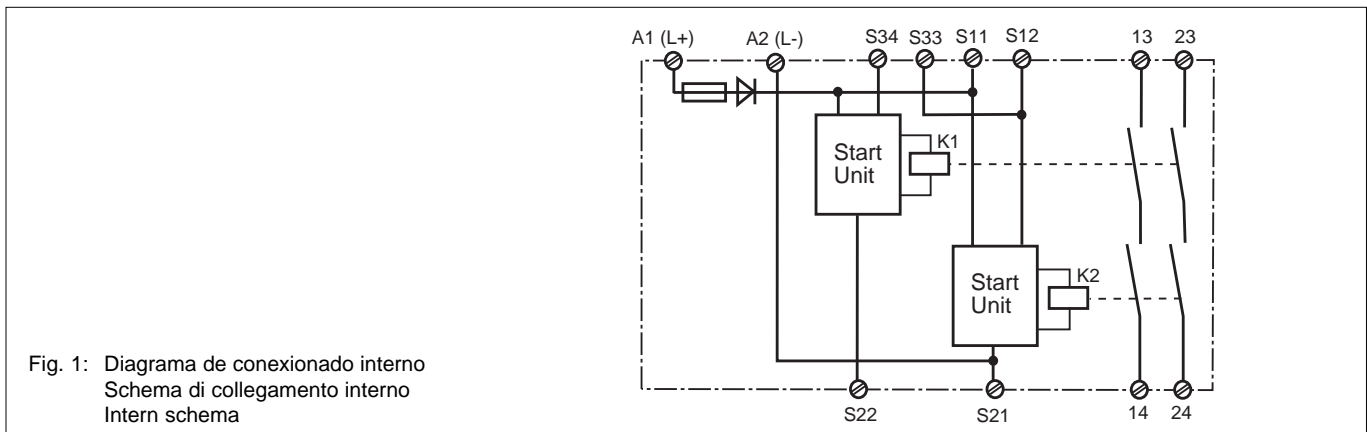 A1 (L+) A2 (L-) S34 S33 S11 S12 13 23
Start
Unit
K1
Start
Unit
K2
Fig. 1: Diagrama de conexionado interno
Schema di collegamento interno
Intern schema
S22 S21 14 24